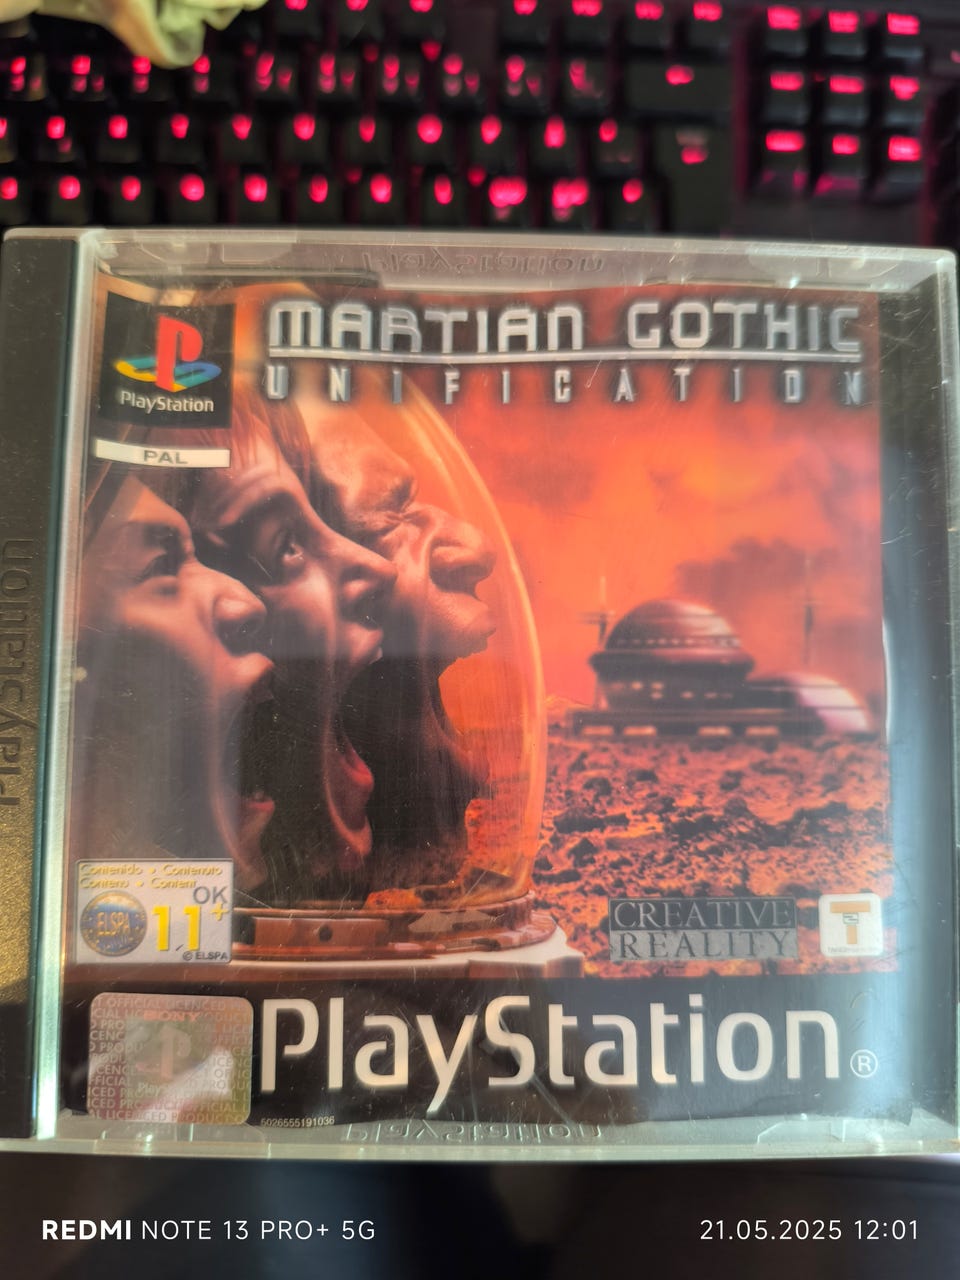 PlayStation
MARTIAN GOTHIC
UNIFICATION
PlayStation
PAL
PlayStation
Contenido • Contenuto
Contenu • Content
OK
ELSPA
11+
© ELSPA
CREATIVE
REALITY
T
SONY
PlayStation®
5026555191036
PlayStation
REDMI NOTE 13 PRO+ 5G
21.05.2025 12:01